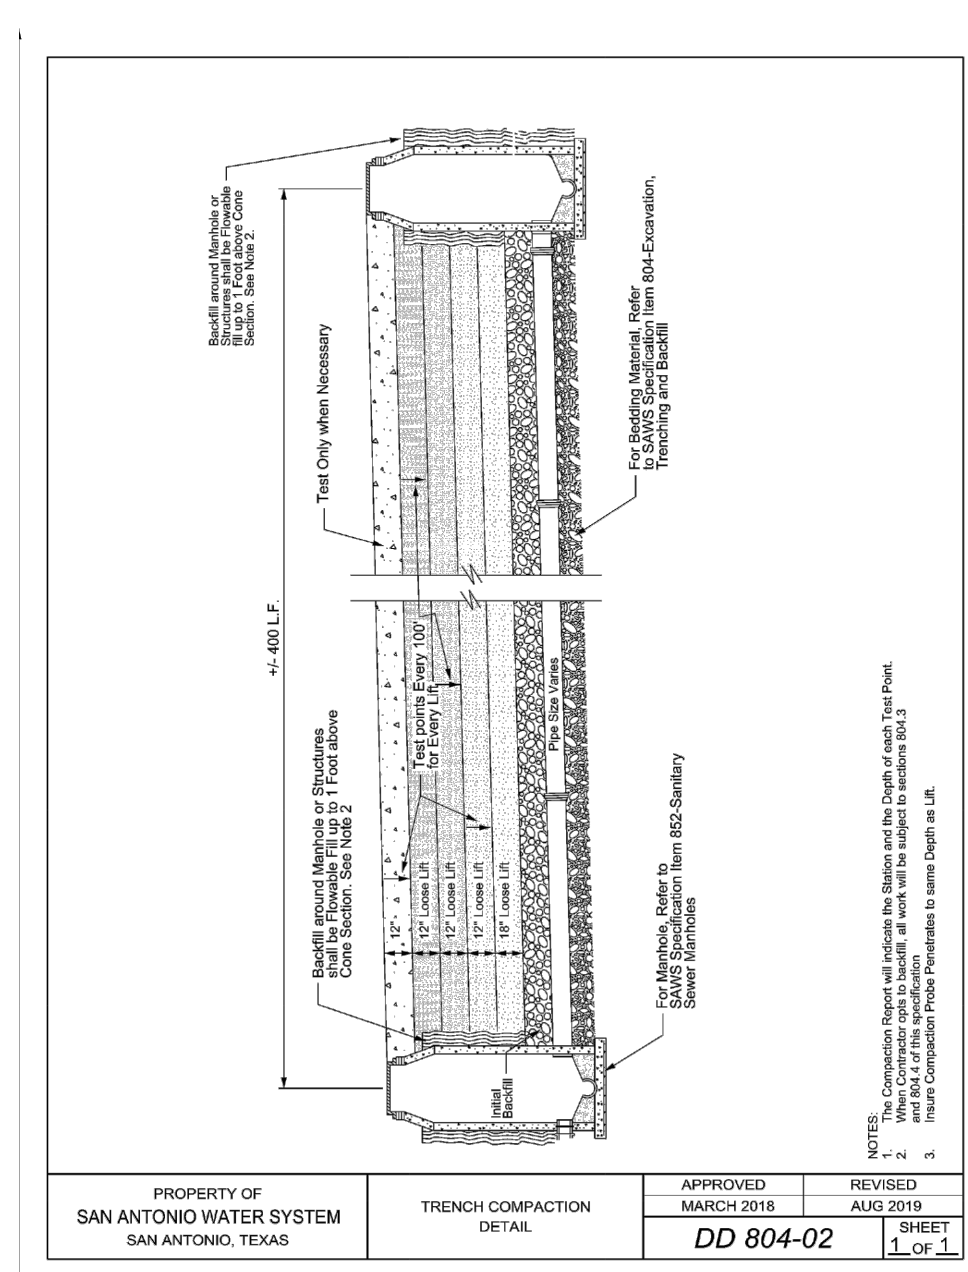 Backfill around Manhole or
Structures shall be Flowable
fill up to 1 Foot above Cone
Section. See Note 2.
+/- 400 L.F.
Test Only when Necessary
Backfill around Manhole or Structures
shall be Flowable Fill up to 1 Foot above
Cone Section. See Note 2
Test points Every 100'
for Every Lift
12"
12" Loose Lift
12" Loose Lift
12" Loose Lift
18" Loose Lift
Pipe Size Varies
Initial
Backfill
For Bedding Material, Refer
to SAWS Specification Item 804-Excavation,
Trenching and Backfill
For Manhole, Refer to
SAWS Specification Item 852-Sanitary
Sewer Manholes
NOTES:
1. The Compaction Report will indicate the Station and the Depth of each Test Point.
2. When Contractor opts to backfill, all work will be subject to sections 804.3
and 804.4 of this specification
3. Insure Compaction Probe Penetrates to same Depth as Lift.
PROPERTY OF
SAN ANTONIO WATER SYSTEM
SAN ANTONIO, TEXAS
TRENCH COMPACTION
DETAIL
APPROVED
MARCH 2018
REVISED
AUG 2019
DD 804-02
SHEET
1 OF 1